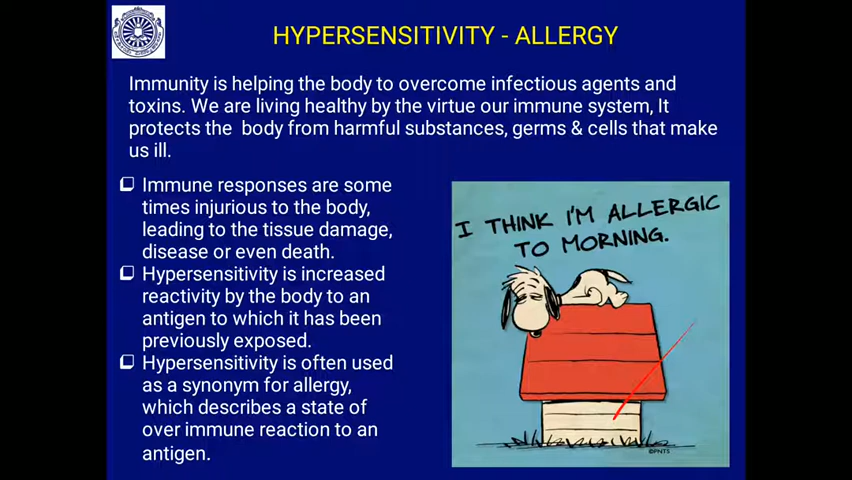 HYPERSENSITIVITY - ALLERGY
Immunity is helping the body to overcome infectious agents and
toxins. We are living healthy by the virtue our immune system, It
protects the body from harmful substances, germs & cells that make
us ill.
Immune responses are some
times injurious to the body,
leading to the tissue damage,
disease or even death.
Hypersensitivity is increased
reactivity by the body to an
antigen to which it has been
previously exposed.
Hypersensitivity is often used
as a synonym for allergy,
which describes a state of
over immune reaction to an
antigen.
I THINK I'M ALLERGIC
TO MORNING.
©PNTS